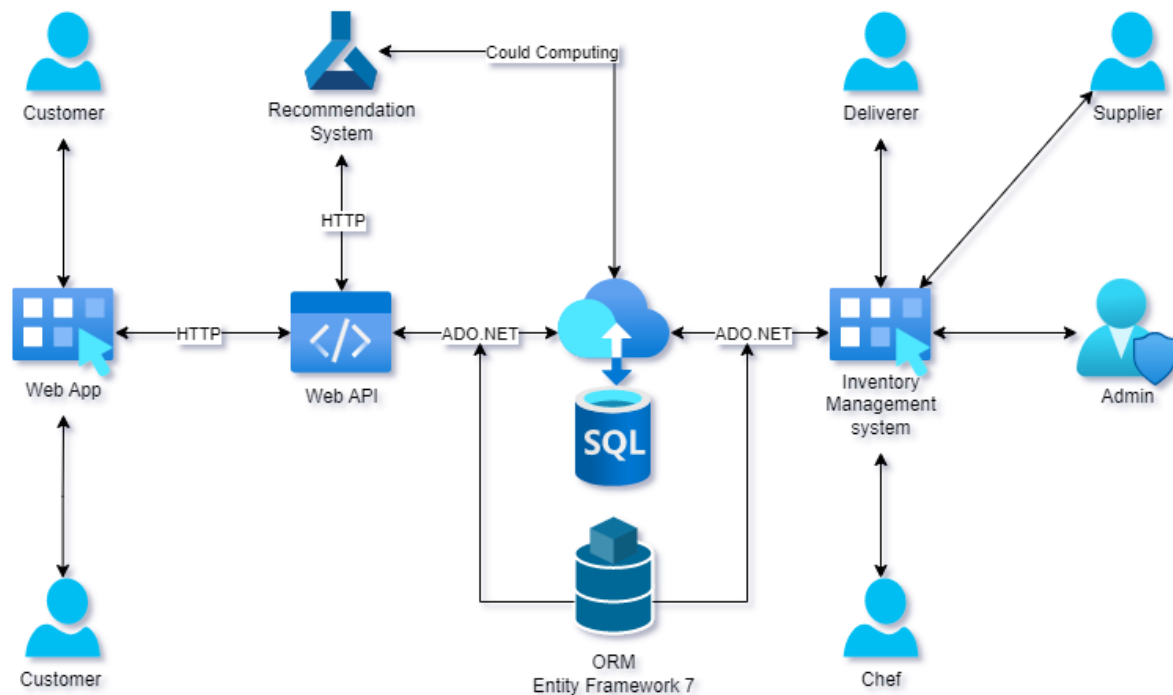 Customer
Recommendation
System
Could Computing
Deliverer
Supplier
HTTP
HTTP
ADO.NET
ADO.NET
Web App
Web API
SQL
Inventory
Management
system
Admin
Customer
ORM
Entity Framework 7
Chef